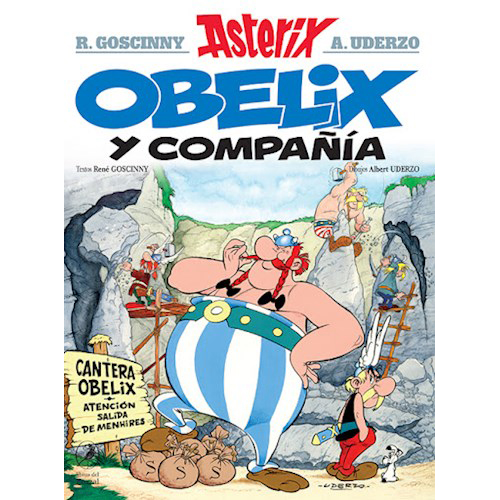 R. GOSCINNY Asterix A. UDERZO
OBELiX
Y COMPAÑÍA
Textos René GOSCINNY
Dibujos Albert UDERZO
CANTERA
OBELiX
ATENCIÓN
SALIDA
DE MENHIRES
S S S S
-UDERZO-